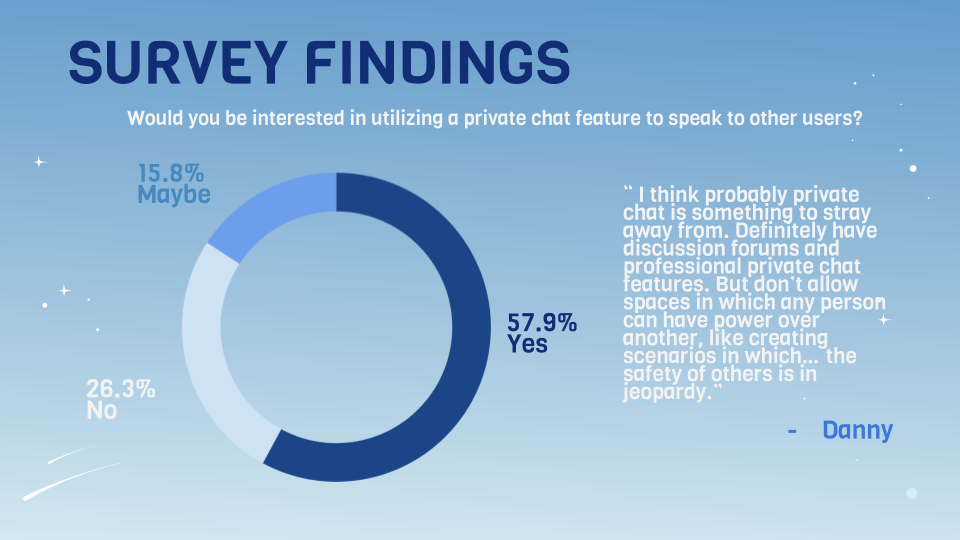 SURVEY FINDINGS
Would you be interested in utilizing a private chat feature to speak to other users?
15.8%
Maybe
57.9%
Yes
26.3%
No
“ I think probably private
chat is something to stray
away from. Definitely have
discussion forums and
professional private chat
features. But don’t allow
spaces in which any person
can have power over
another, like creating
scenarios in which... the
safety of others is in
jeopardy.”
- Danny